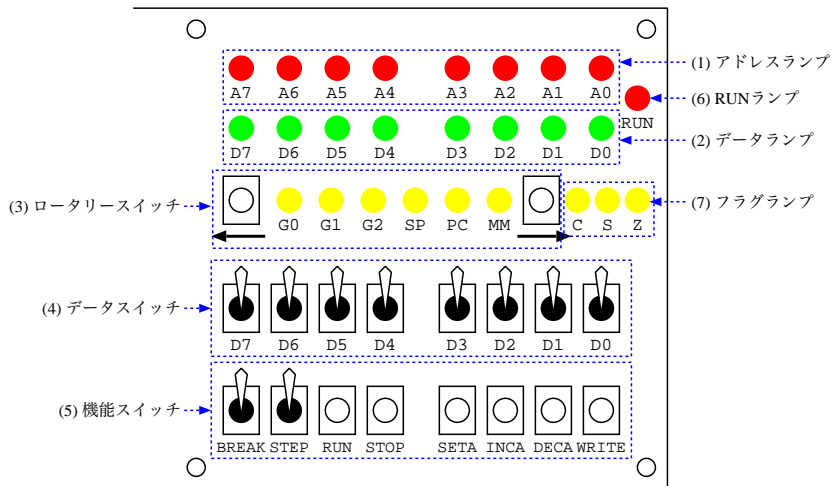 (1) アドレスランプ
A7 A6 A5 A4 A3 A2 A1 A0
(6) RUNランプ
RUN
(2) データランプ
D7 D6 D5 D4 D3 D2 D1 D0
(3) ロータリースイッチ
G0 G1 G2 SP PC MM
C S Z
(7) フラグランプ
(4) データスイッチ
D7 D6 D5 D4 D3 D2 D1 D0
(5) 機能スイッチ
BREAK STEP RUN STOP SETA INCA DECA WRITE